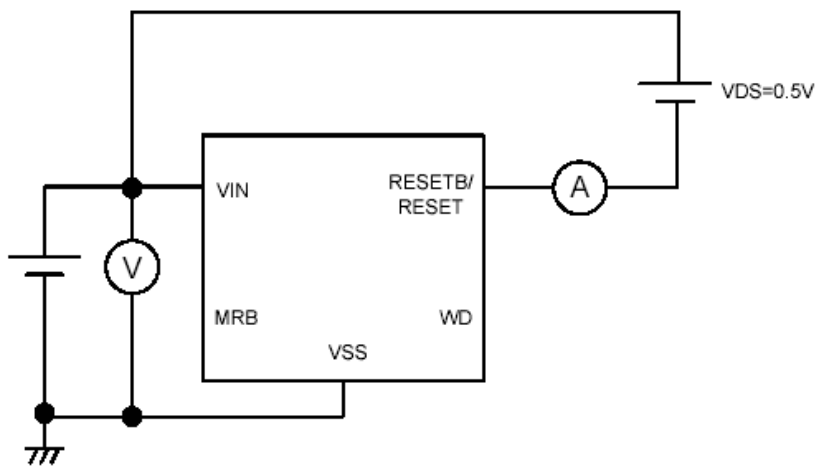 VDS=0.5V
VIN
RESETB/
RESET
A
V
MRB
WD
VSS